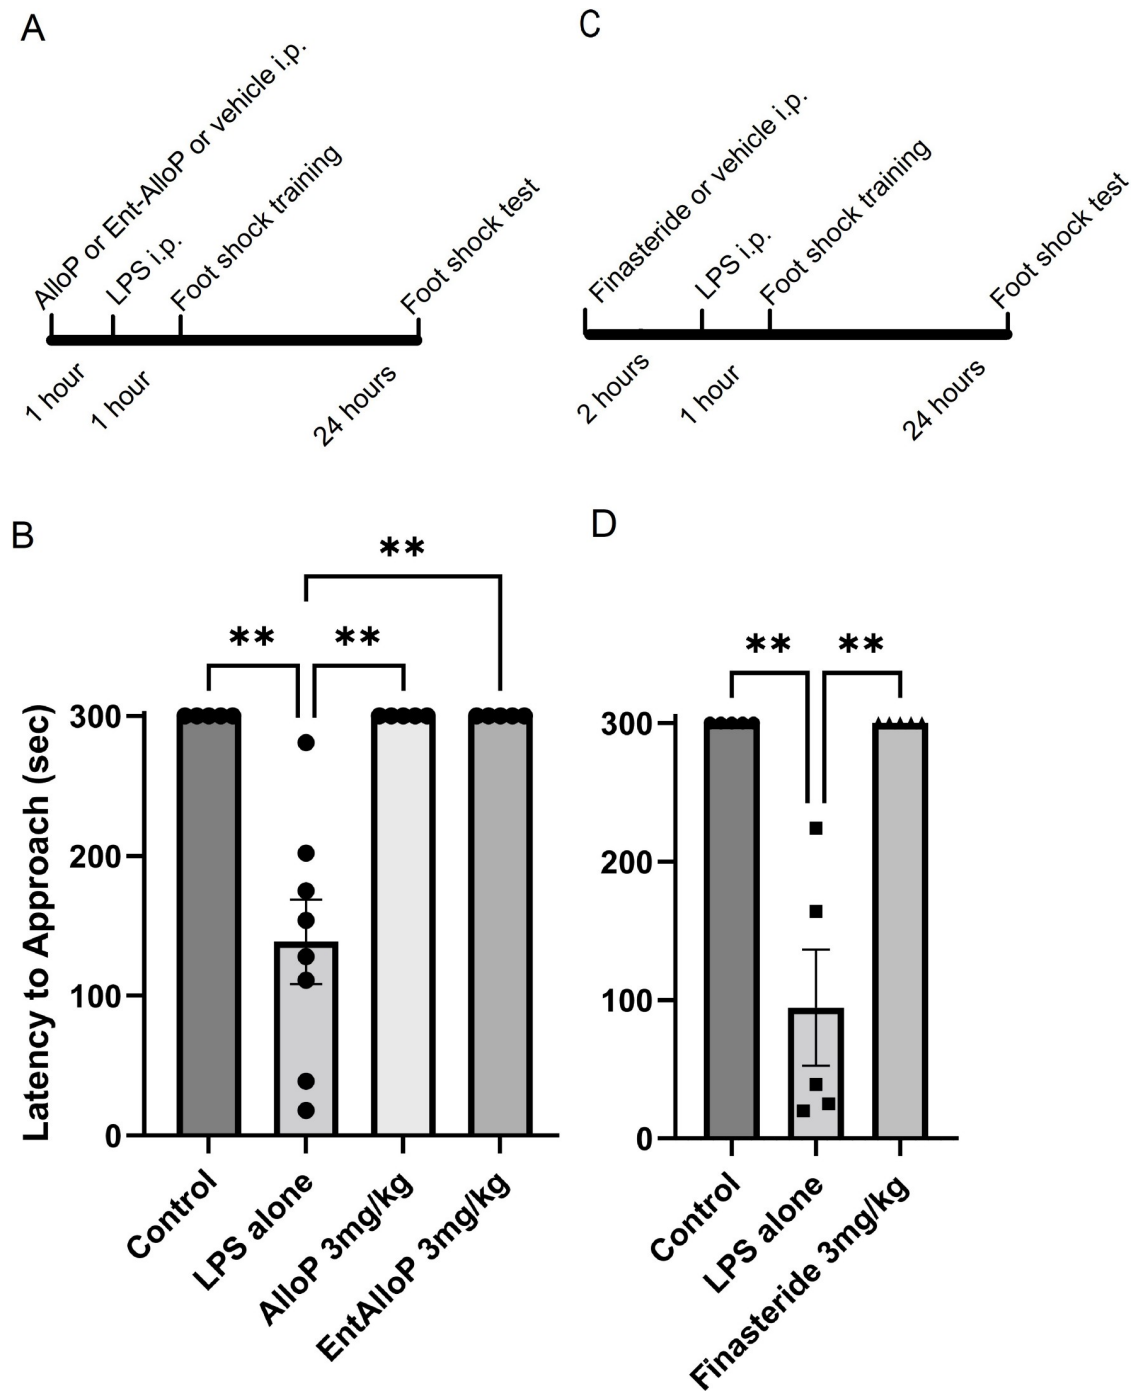 A
AlloP or Ent-AlloP or vehicle i.p.
LPS i.p.
Foot shock training
Foot shock test
1 hour
1 hour
24 hours
C
Finasteride or vehicle i.p.
LPS i.p.
Foot shock training
Foot shock test
2 hours
1 hour
24 hours
B
**
**
**
Latency to Approach (sec)
300
200
100
0
Control
LPS alone
AlloP 3mg/kg
EntAlloP 3mg/kg
D
**
**
300
200
100
0
Control
LPS alone
Finasteride 3mg/kg